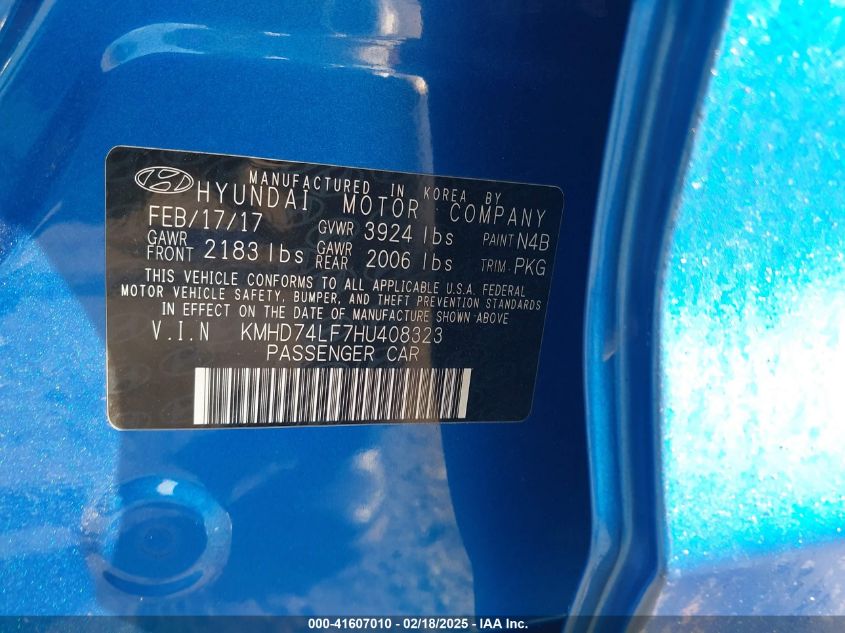 MANUFACTURED IN KOREA BY
HYUNDAI MOTOR COMPANY
FEB/17/17 GVWR 3924 lbs PAINT N4B
GAWR FRONT 2183 lbs GAWR REAR 2006 lbs TRIM PKG
THIS VEHICLE CONFORMS TO ALL APPLICABLE U.S.A. FEDERAL
MOTOR VEHICLE SAFETY, BUMPER, AND THEFT PREVENTION STANDARDS
IN EFFECT ON THE DATE OF MANUFACTURE SHOWN ABOVE
V.I.N KMHD74LF7HU408323
PASSENGER CAR
000-41607010 - 02/18/2025 - IAA Inc.